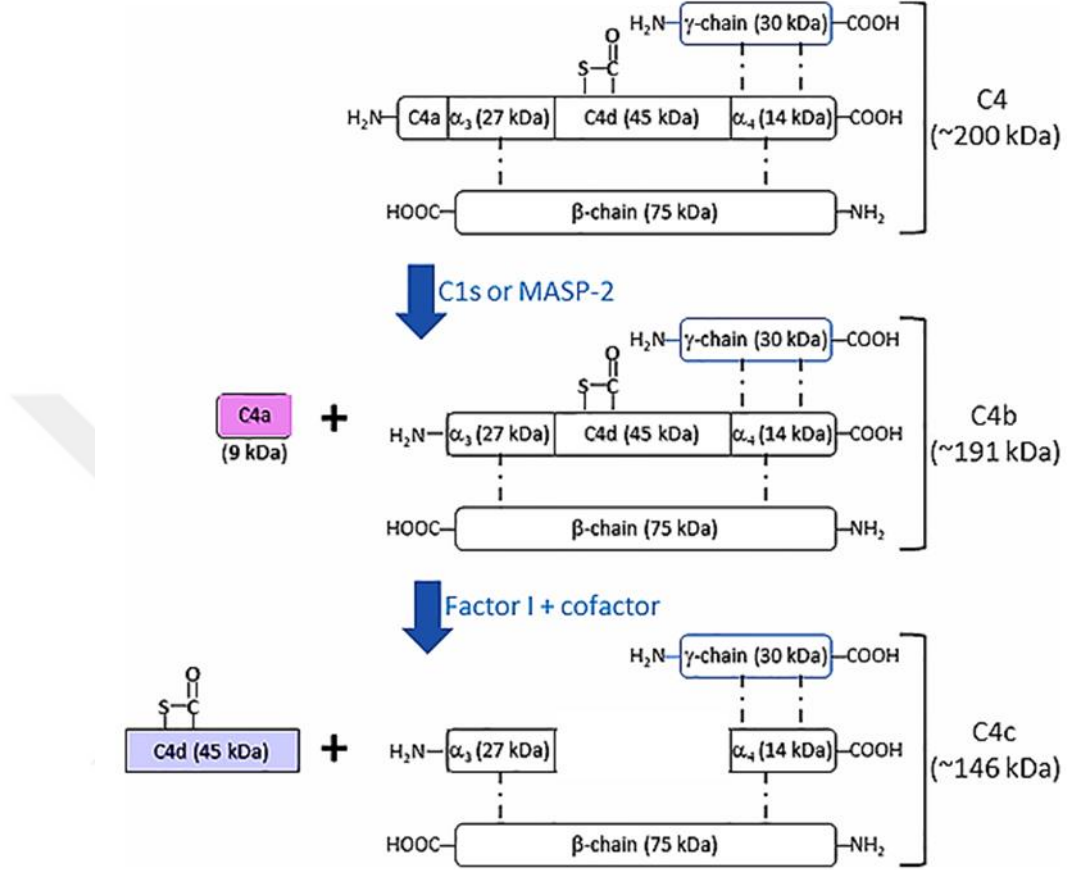 H₂N γ-chain (30 kDa) COOH
O
S C
H₂N C4a α₃ (27 kDa) C4d (45 kDa) α₄ (14 kDa) COOH
C4
(~200 kDa)
HOOC β-chain (75 kDa) NH₂
C1s or MASP-2
H₂N γ-chain (30 kDa) COOH
O
S C
C4a
(9 kDa)
+
H₂N α₃ (27 kDa) C4d (45 kDa) α₄ (14 kDa) COOH
C4b
(~191 kDa)
HOOC β-chain (75 kDa) NH₂
Factor I + cofactor
H₂N γ-chain (30 kDa) COOH
O
S C
C4d (45 kDa)
+
H₂N α₃ (27 kDa) α₄ (14 kDa) COOH
C4c
(~146 kDa)
HOOC β-chain (75 kDa) NH₂